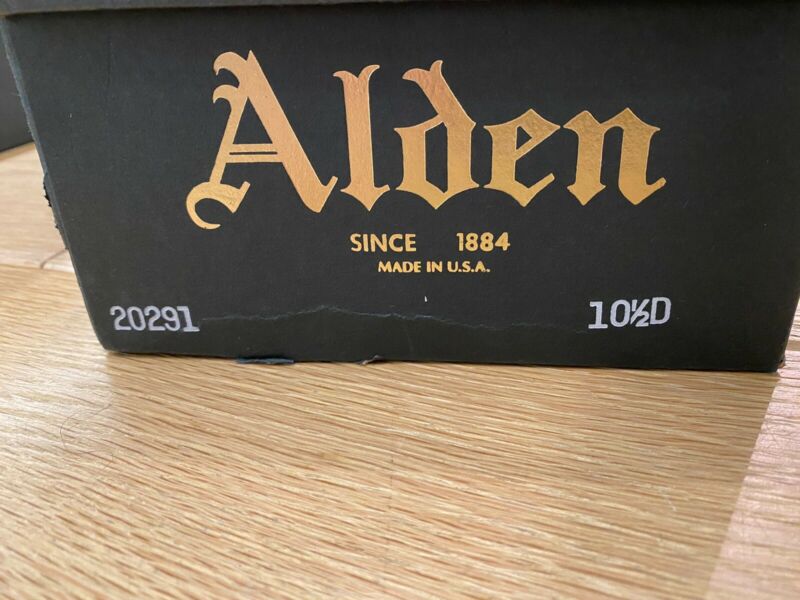 Alden
SINCE 1884
MADE IN U.S.A.
20291 10½D